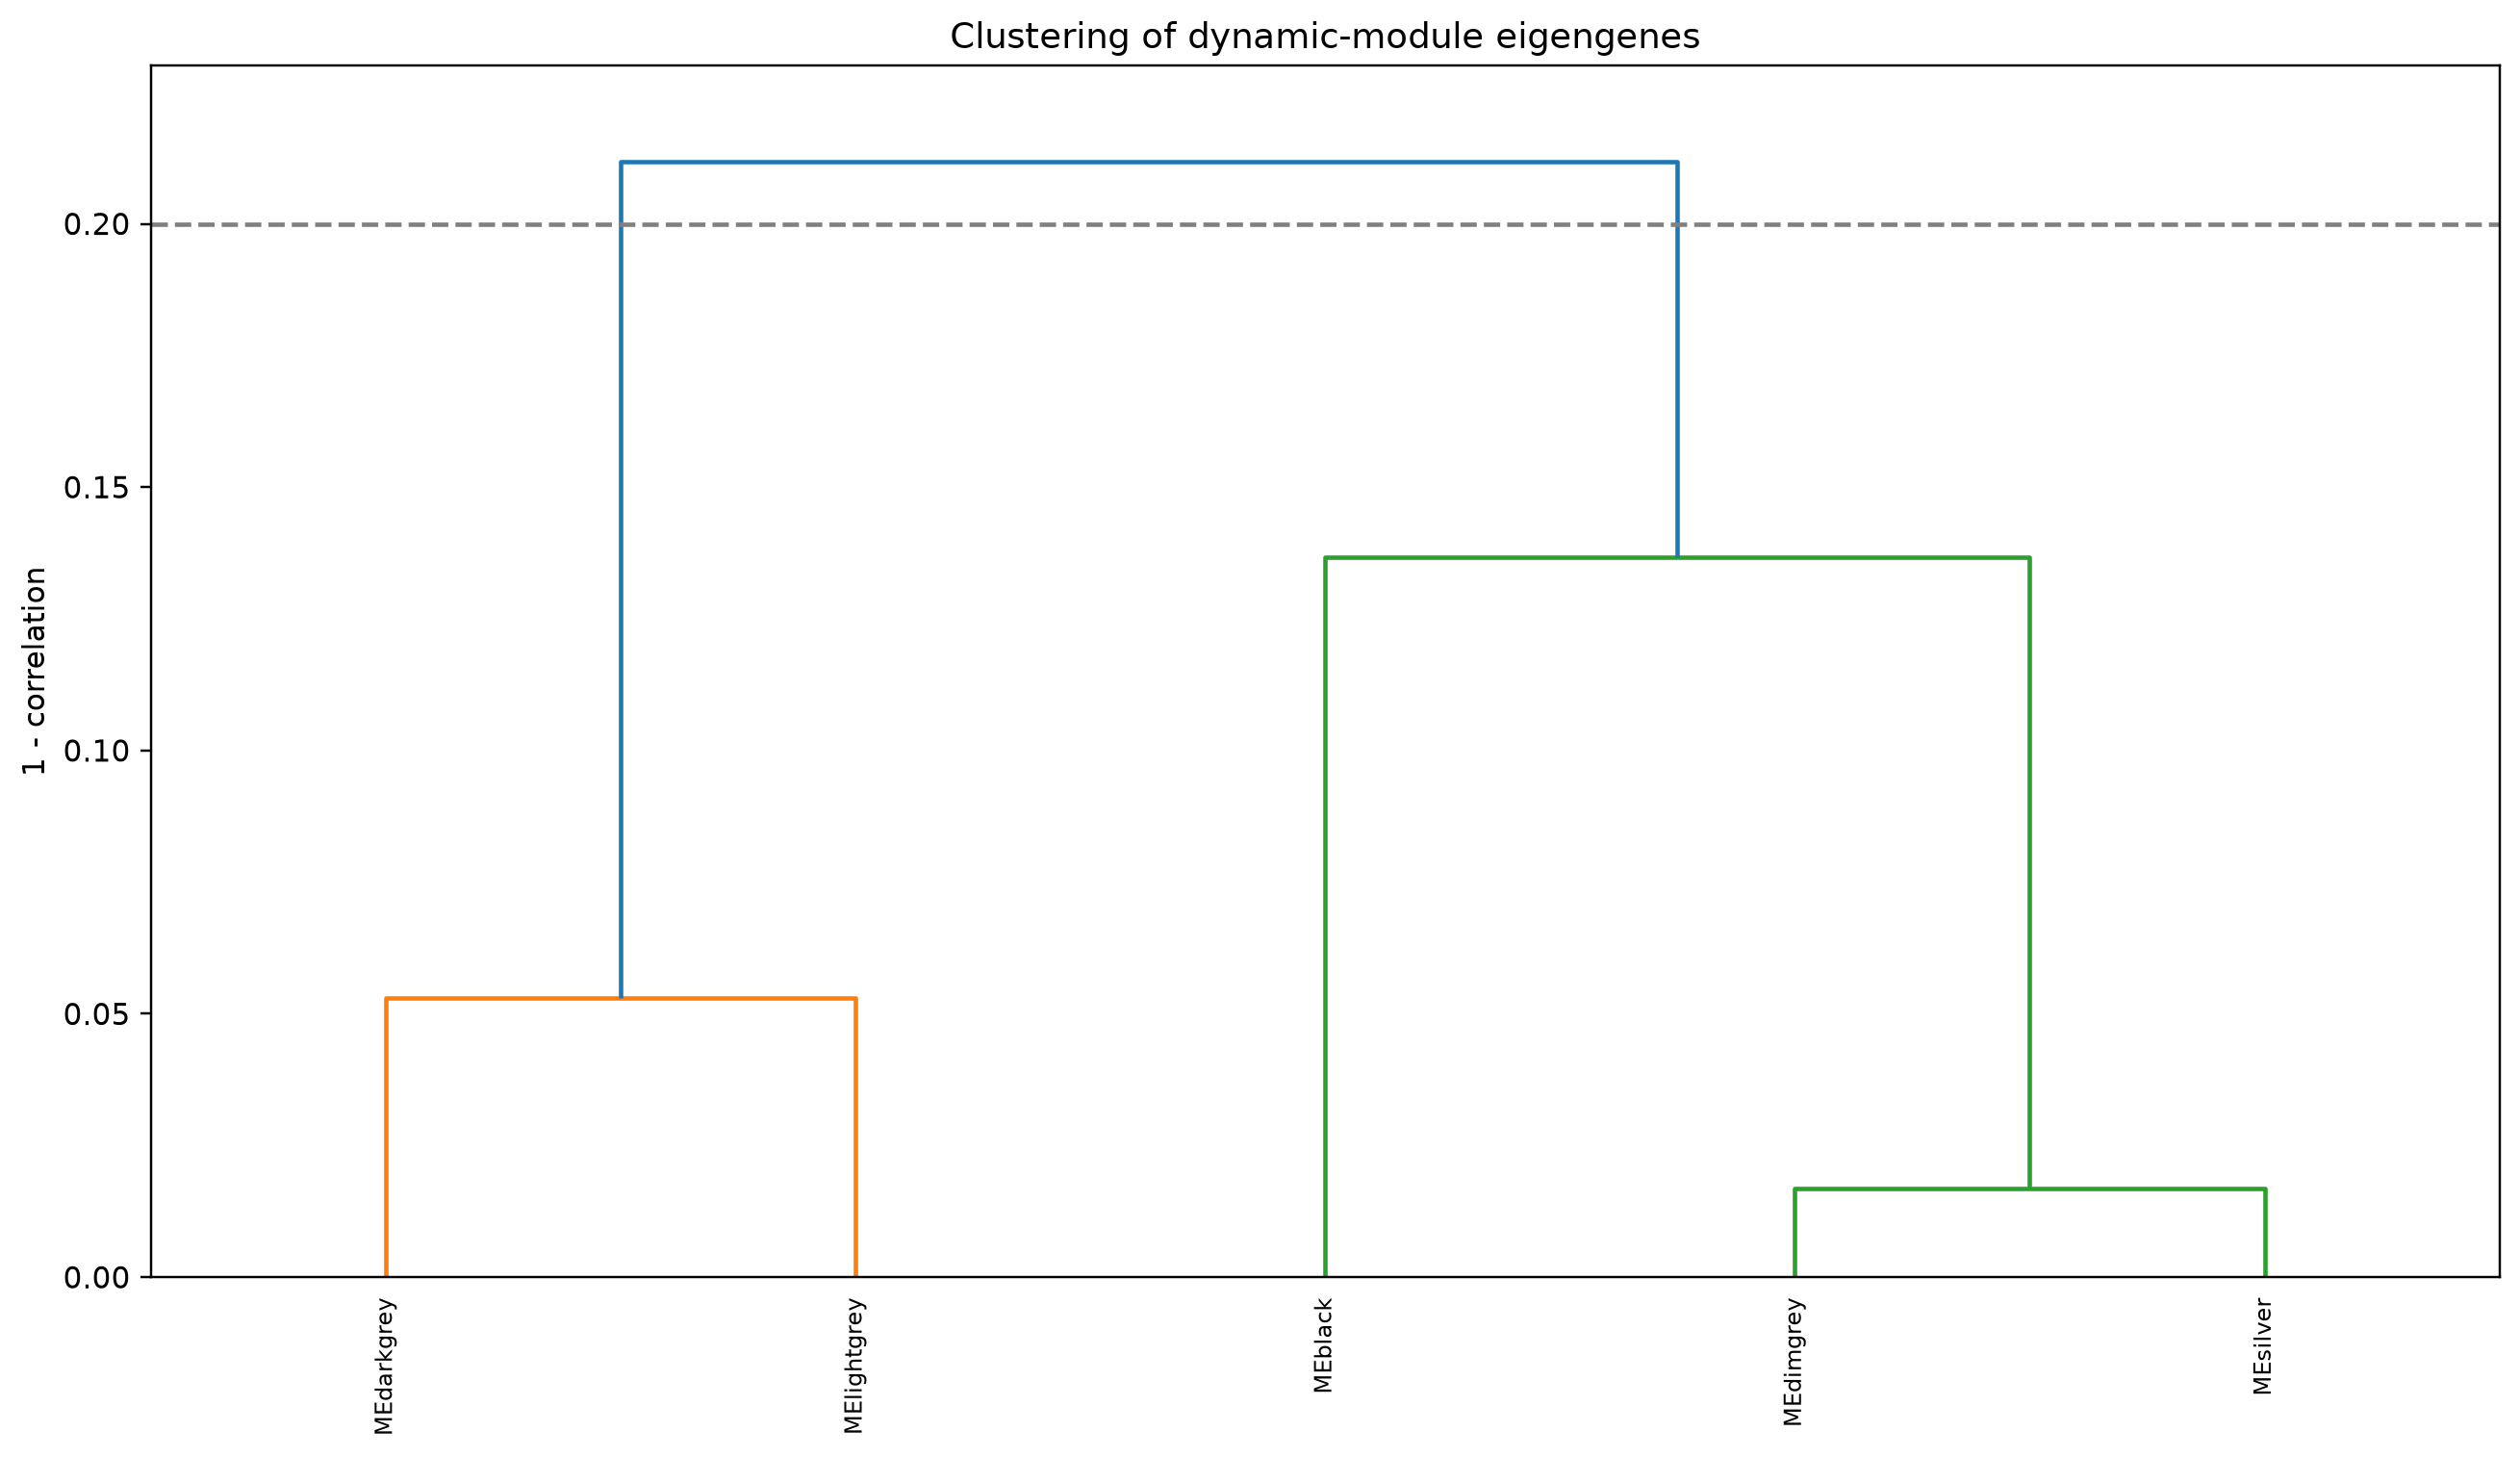 Clustering of dynamic-module eigengenes
1 - correlation
0.20
0.15
0.10
0.05
0.00
MEdarkgrey
MElightgrey
MEblack
MEdimgrey
MEsilver